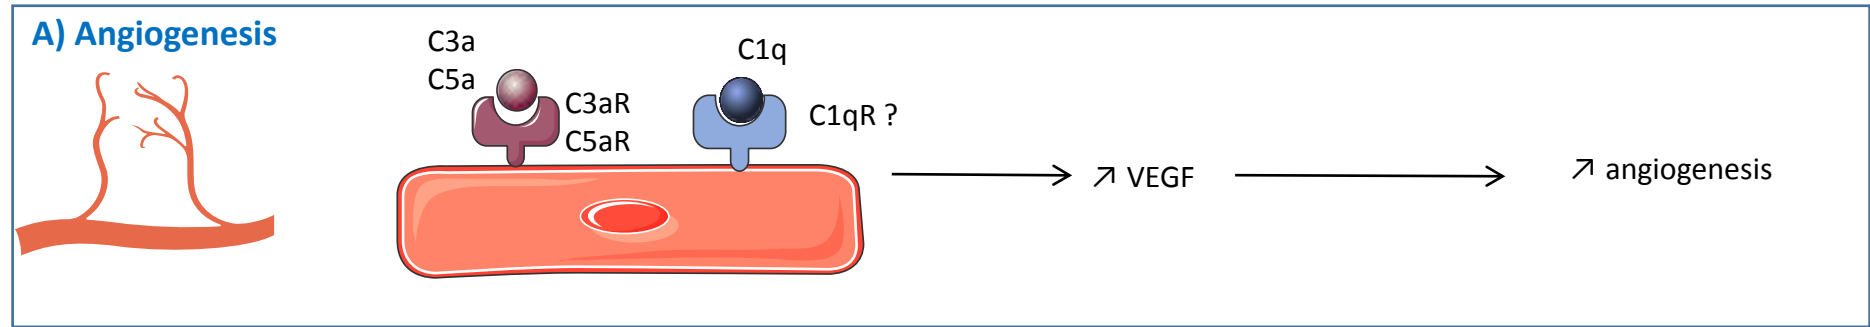 A) Angiogenesis
C3a
C5a
C3aR
C5aR
C1q
C1qR ?
↗ VEGF
↗ angiogenesis